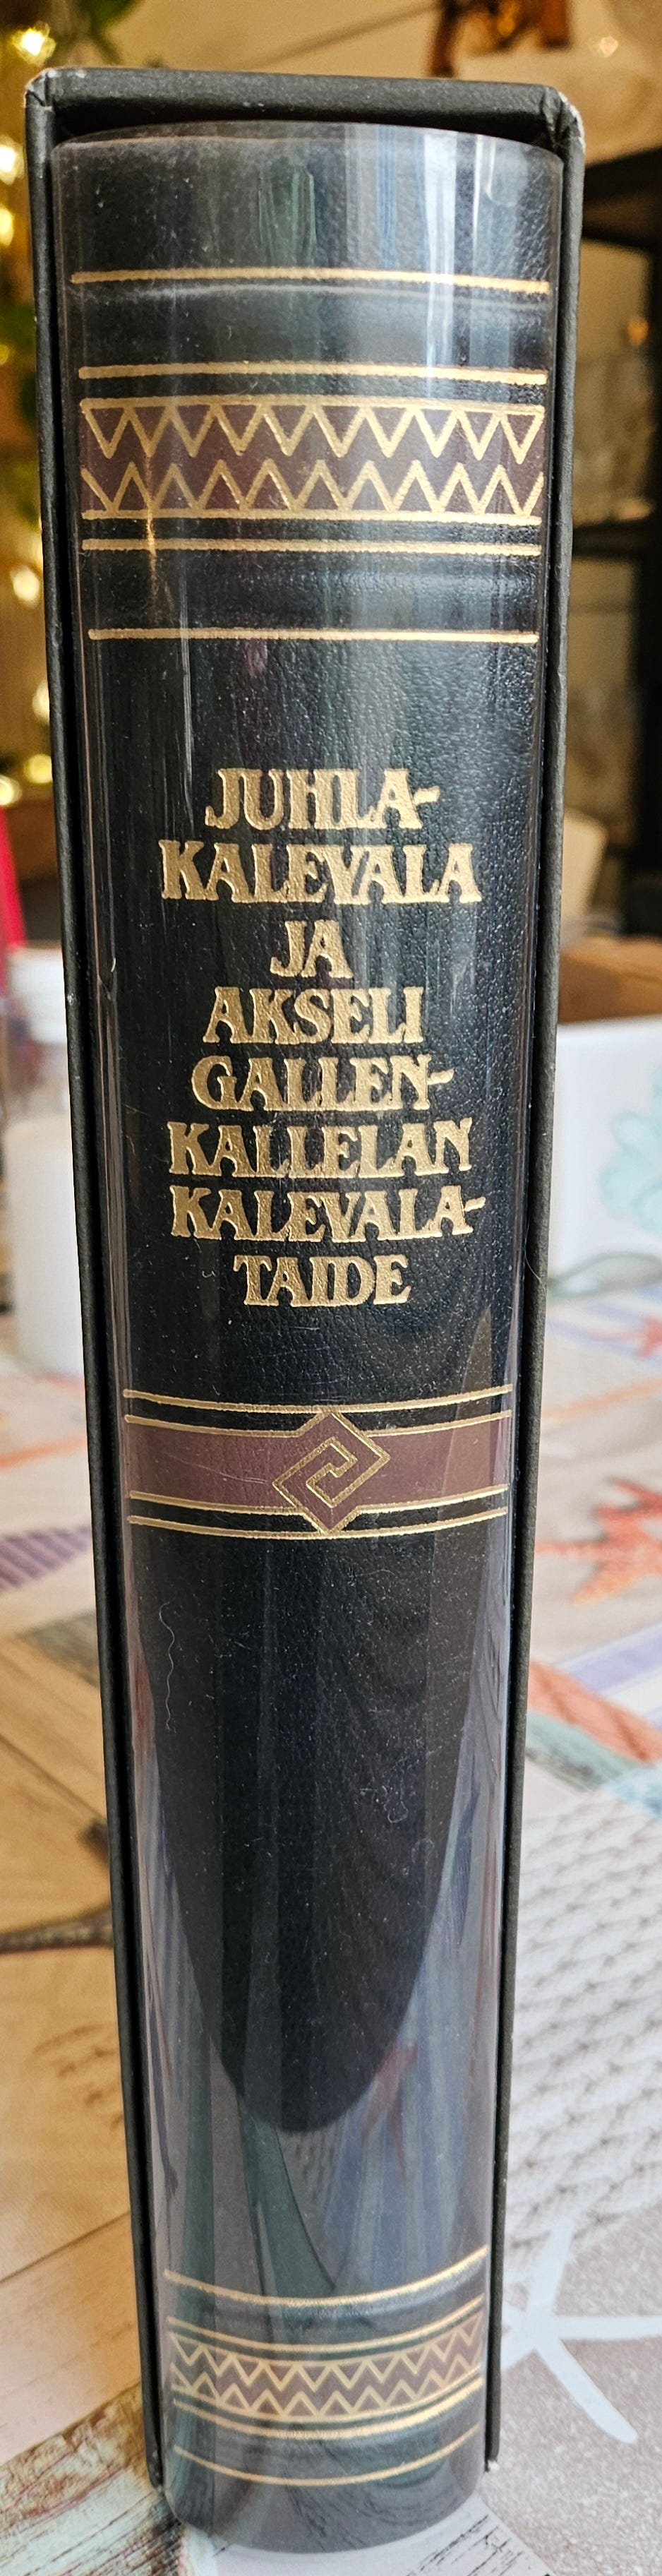 JUHLA-
KALEVALA
JA
AKSELI
GALLEN-
KALLELAN
KALEVALA-
TAIDE